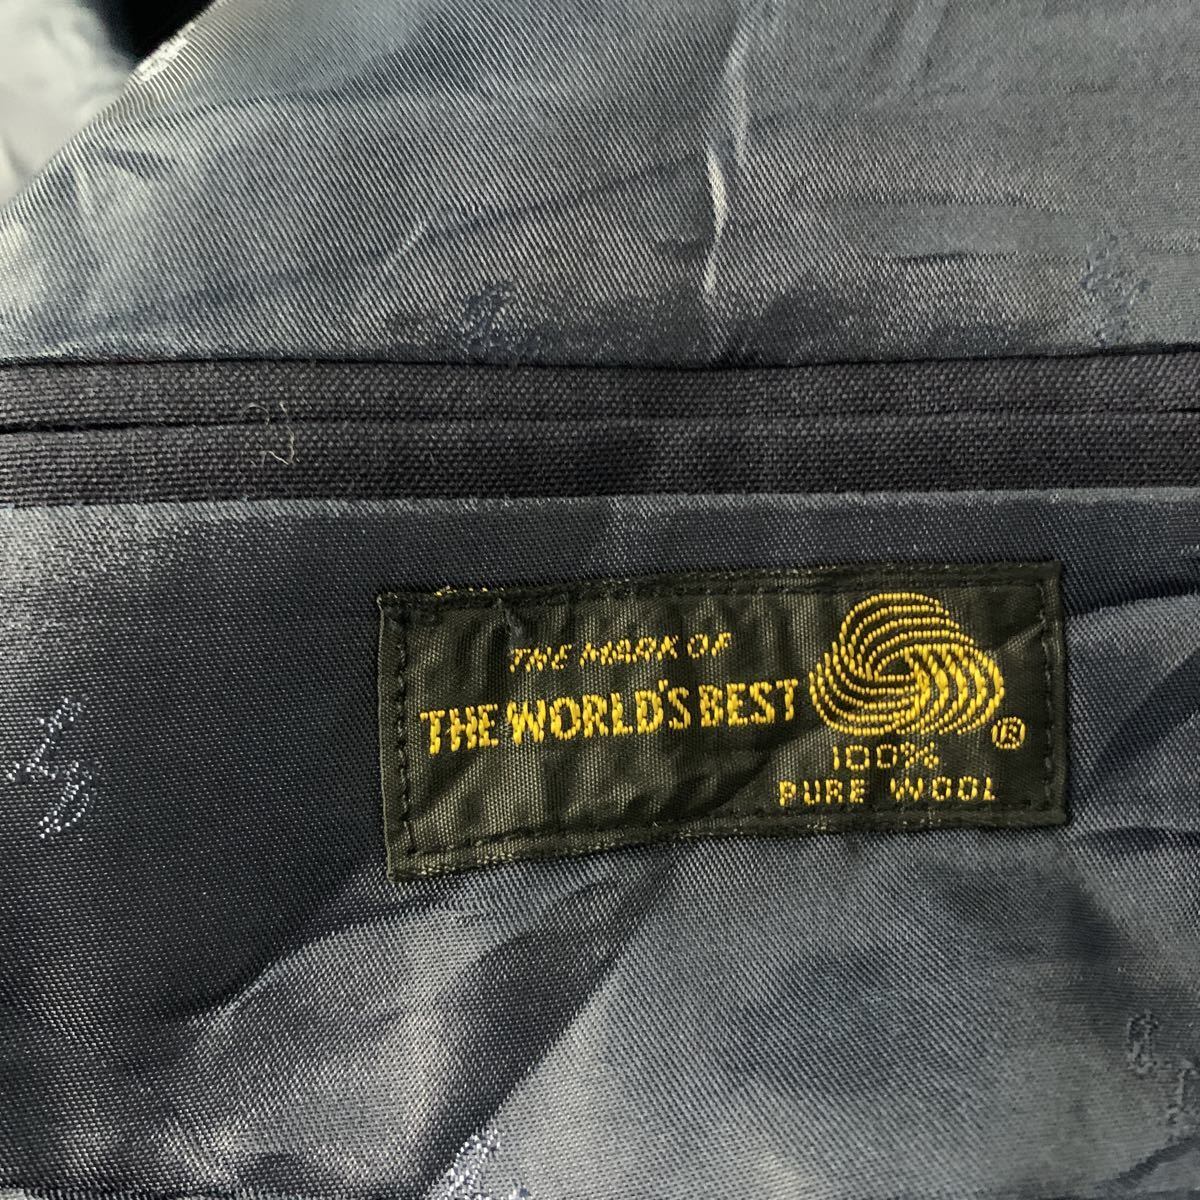 THE MARK OF
THE WORLD'S BEST
®
100%
PURE WOOL